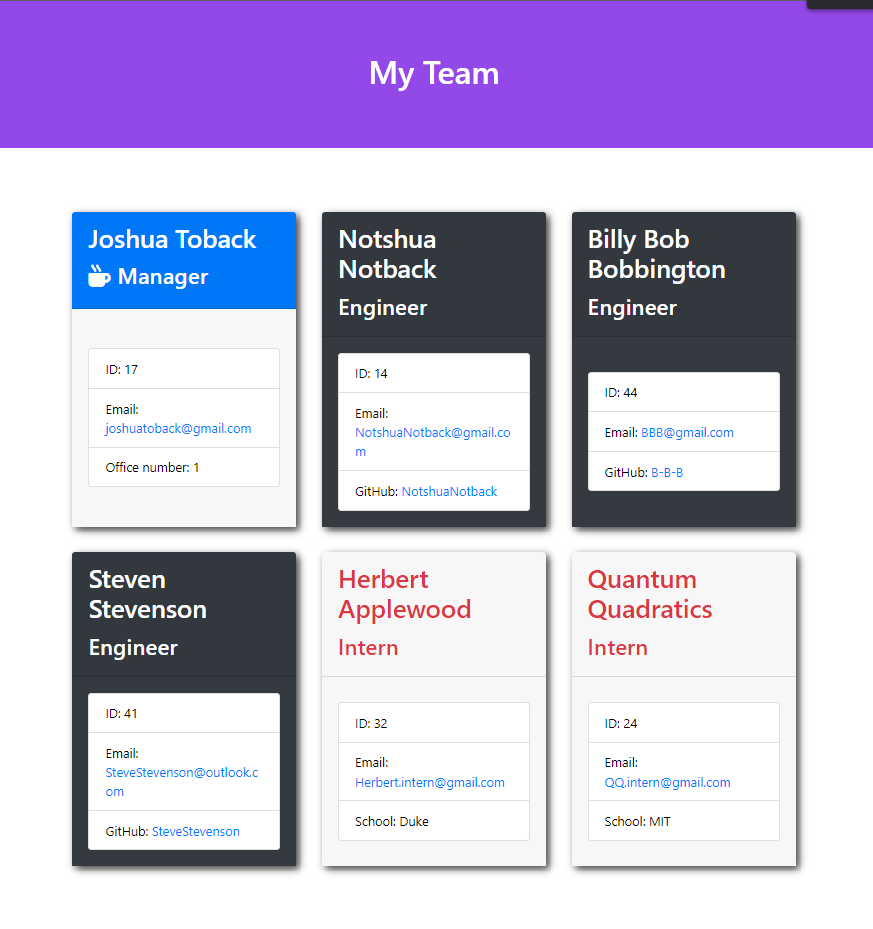 My Team
Joshua Toback
Manager
ID: 17
Email:
joshuatoback@gmail.com
Office number: 1
Notshua
Notback
Engineer
ID: 14
Email:
NotshuaNotback@gmail.co
m
GitHub: NotshuaNotback
Billy Bob
Bobbington
Engineer
ID: 44
Email: BBB@gmail.com
GitHub: B-B-B
Steven
Stevenson
Engineer
ID: 41
Email:
SteveStevenson@outlook.c
om
GitHub: SteveStevenson
Herbert
Applewood
Intern
ID: 32
Email:
Herbert.intern@gmail.com
School: Duke
Quantum
Quadratics
Intern
ID: 24
Email:
QQ.intern@gmail.com
School: MIT